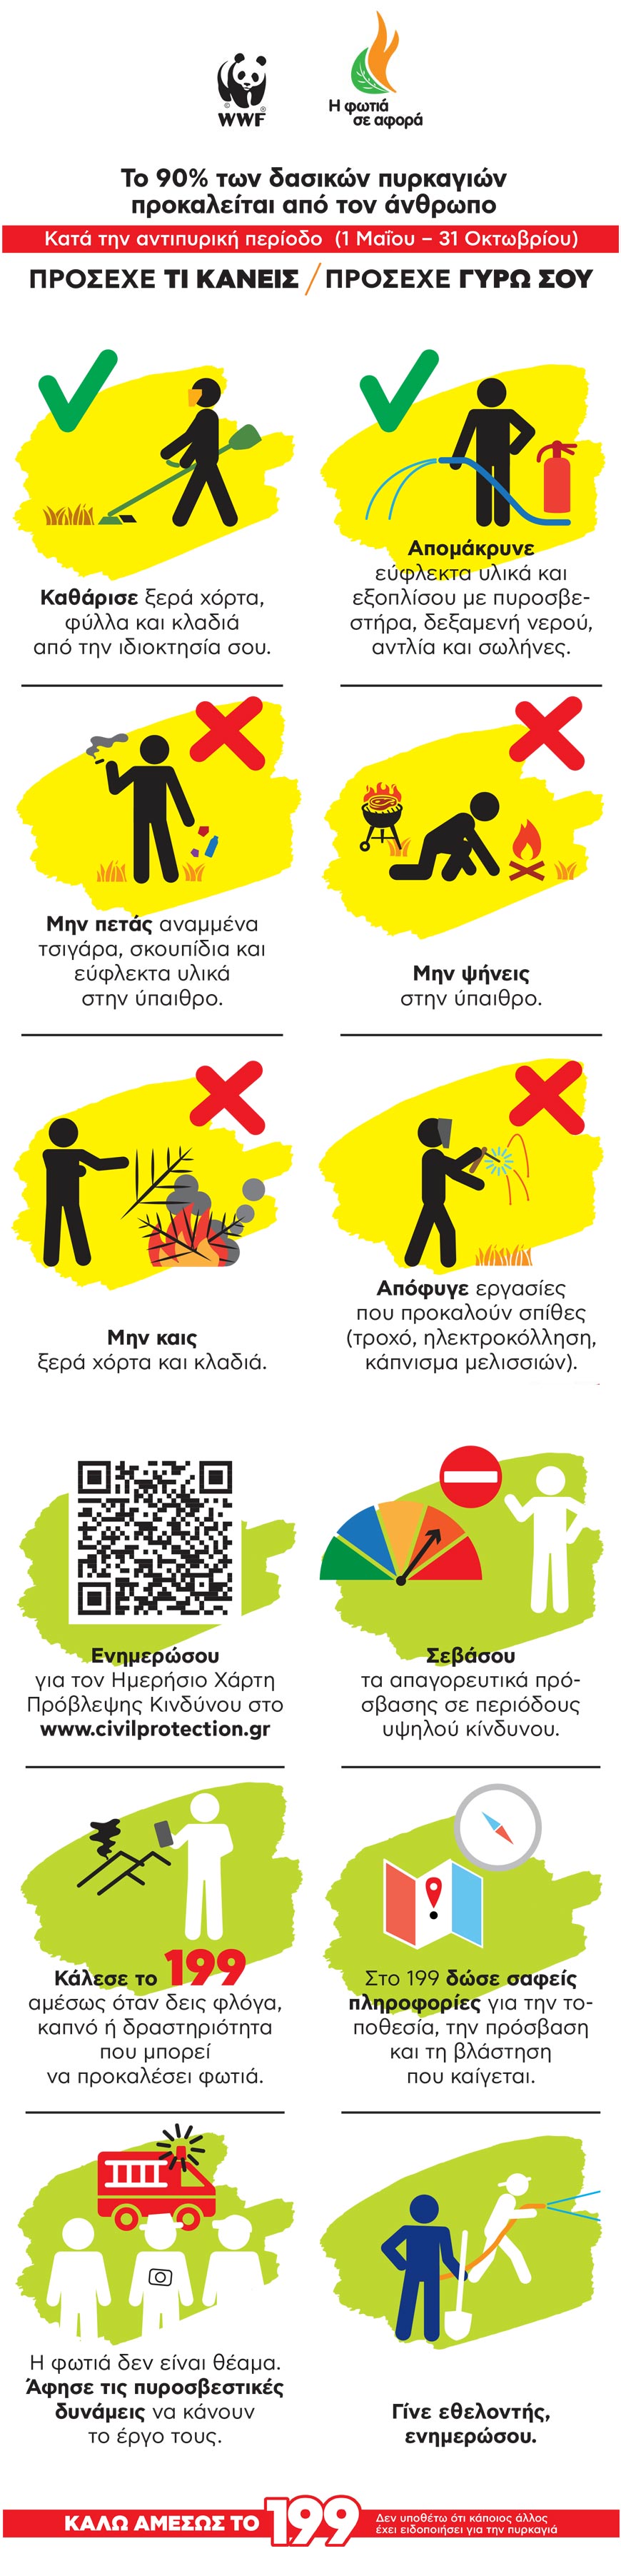 WWF
Η φωτιά
σε αφορά
Το 90% των δασικών πυρκαγιών
προκαλείται από τον άνθρωπο
Κατά την αντιπυρική περίοδο (1 Μαΐου – 31 Οκτωβρίου)
ΠΡΟΣΕΧΕ ΤΙ ΚΑΝΕΙΣ / ΠΡΟΣΕΧΕ ΓΥΡΩ ΣΟΥ
Καθάρισε ξερά χόρτα,
φύλλα και κλαδιά
από την ιδιοκτησία σου.
Απομάκρυνε
εύφλεκτα υλικά και
εξοπλίσου με πυροσβε-
στήρα, δεξαμενή νερού,
αντλία και σωλήνες.
Μην πετάς αναμμένα
τσιγάρα, σκουπίδια και
εύφλεκτα υλικά
στην ύπαιθρο.
Μην ψήνεις
στην ύπαιθρο.
Μην καις
ξερά χόρτα και κλαδιά.
Απόφυγε εργασίες
που προκαλούν σπίθες
(τροχό, ηλεκτροκόλληση,
κάπνισμα μελισσιών).
Ενημερώσου
για τον Ημερήσιο Χάρτη
Πρόβλεψης Κινδύνου στο
www.civilprotection.gr
Σεβάσου
τα απαγορευτικά πρό-
σβασης σε περιόδους
υψηλού κίνδυνου.
Κάλεσε το 199
αμέσως όταν δεις φλόγα,
καπνό ή δραστηριότητα
που μπορεί
να προκαλέσει φωτιά.
Στο 199 δώσε σαφείς
πληροφορίες για την το-
ποθεσία, την πρόσβαση
και τη βλάστηση
που καίγεται.
Η φωτιά δεν είναι θέαμα.
Άφησε τις πυροσβεστικές
δυνάμεις να κάνουν
το έργο τους.
Γίνε εθελοντής,
ενημερώσου.
ΚΑΛΩ ΑΜΕΣΩΣ ΤΟ 199
Δεν υποθέτω ότι κάποιος άλλος
έχει ειδοποιήσει για την πυρκαγιά